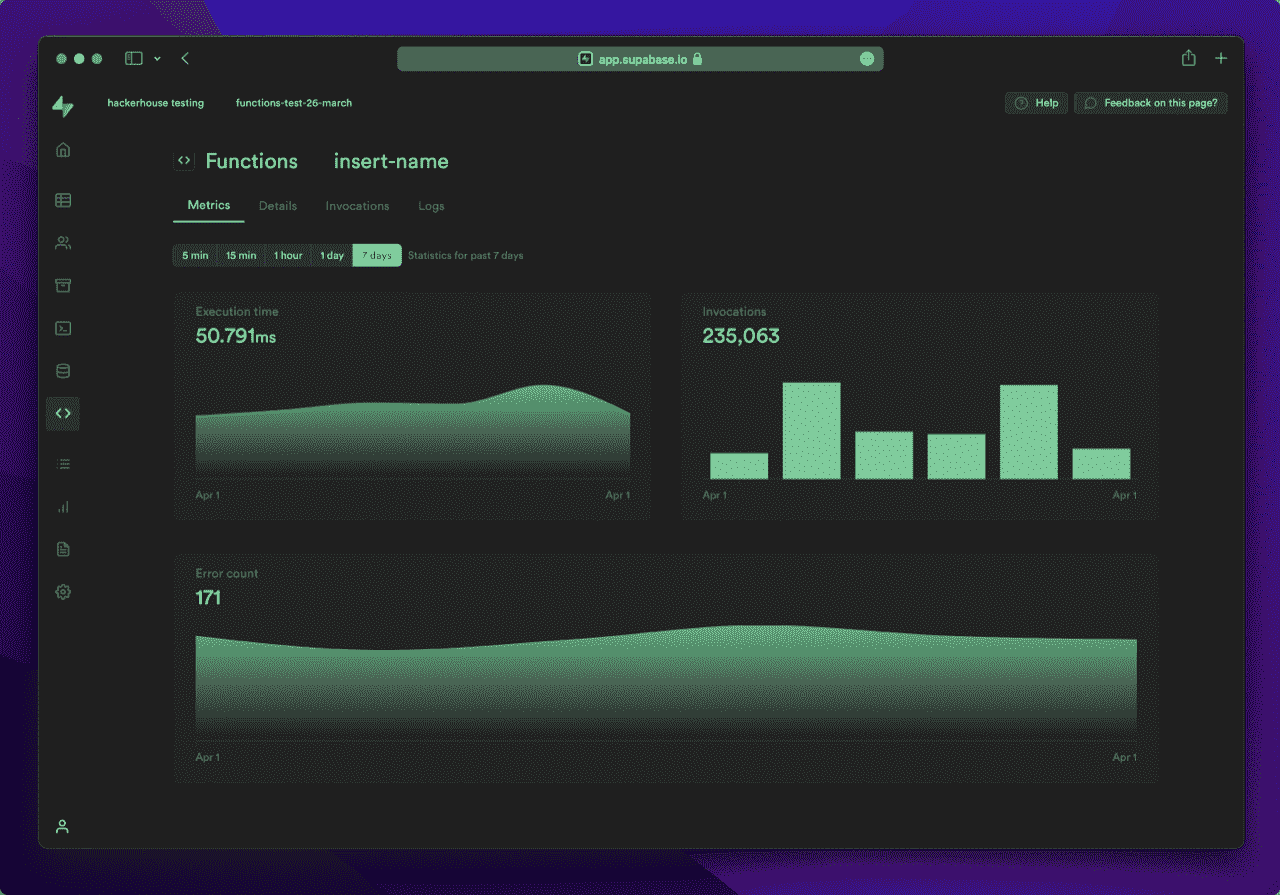 app.supabase.io
hackerhouse testing functions-test-26-march Help Feedback on this page?
Functions insert-name
Metrics Details Invocations Logs
5 min 15 min 1 hour 1 day 7 days Statistics for past 7 days
Execution time
50.791ms
Apr 1 Apr 1
Invocations
235,063
Apr 1 Apr 1
Error count
171
Apr 1 Apr 1